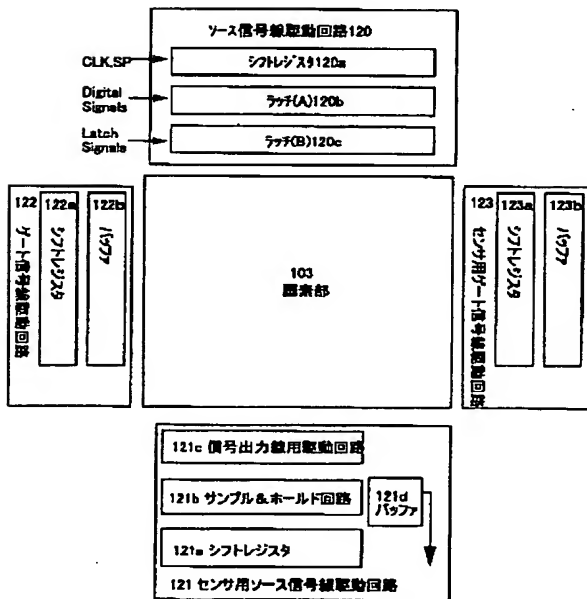 ソース信号線駆動回路120
CLK,SP
シフトレジスタ120a
Digital
Signals
ラッチ(A)120b
Latch
Signals
ラッチ(B)120c
122
ゲート信号線駆動回路
122a
シフトレジスタ
122b
バッファ
103
画素部
123
センサ用ゲート信号線駆動回路
123a
シフトレジスタ
123b
バッファ
121c 信号出力線用駆動回路
121b サンプル&ホールド回路
121d
バッファ
121a シフトレジスタ
121 センサ用ソース信号線駆動回路